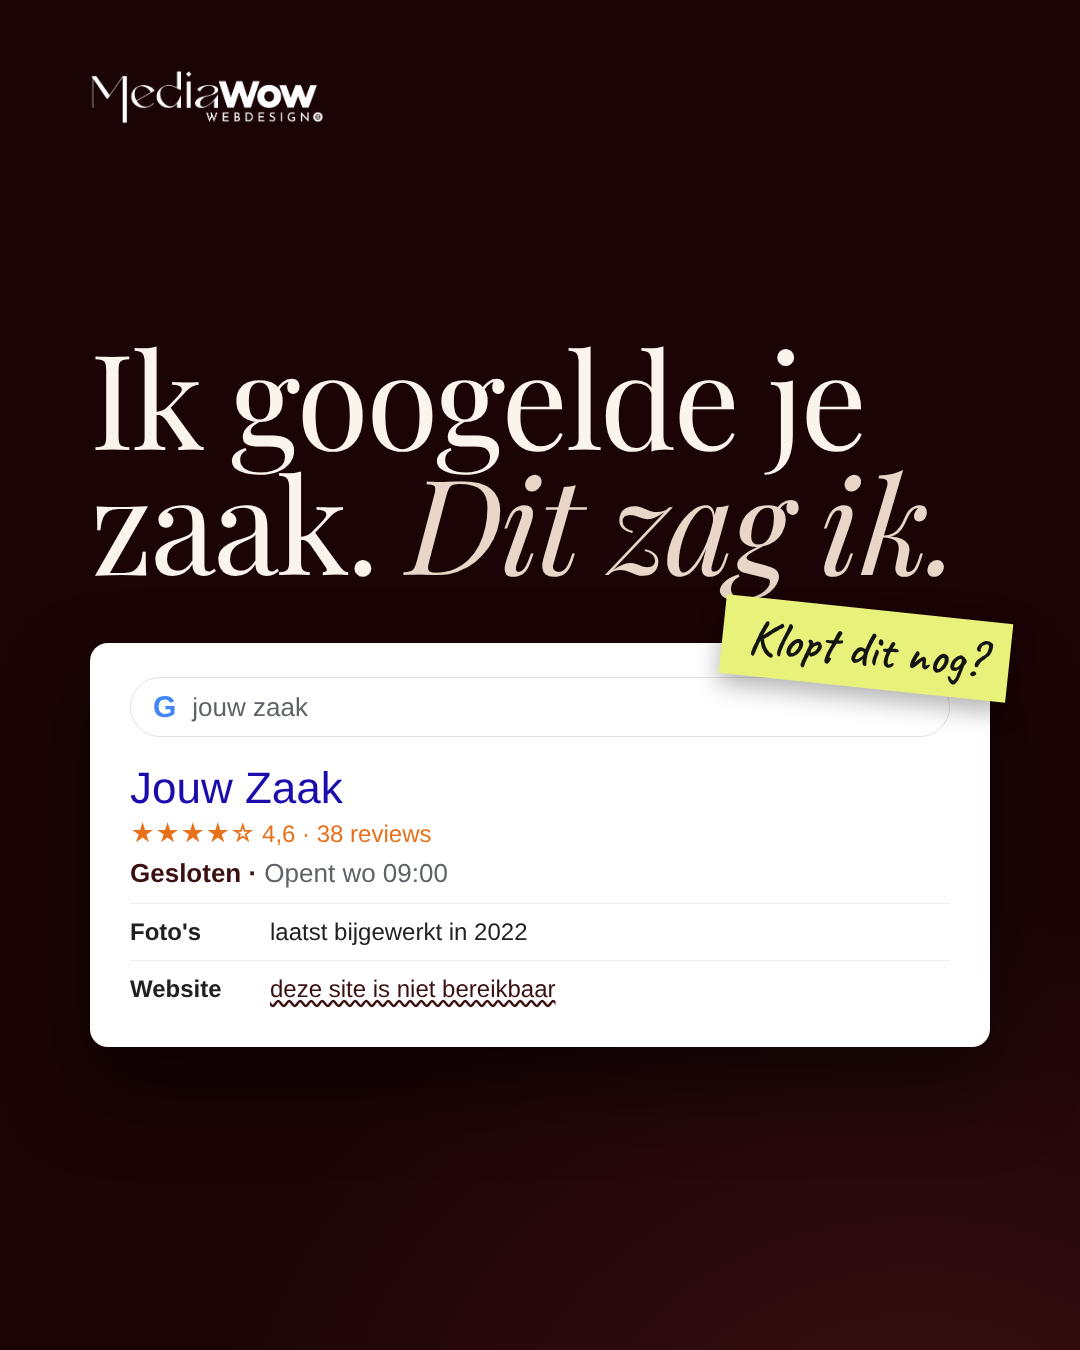 MediaWow
WEBDESIGN
Ik googelde je
zaak. Dit zag ik.
Klopt dit nog?
G jouw zaak
Jouw Zaak
★★★★☆ 4,6 · 38 reviews
Gesloten · Opent wo 09:00
Foto's laatst bijgewerkt in 2022
Website deze site is niet bereikbaar